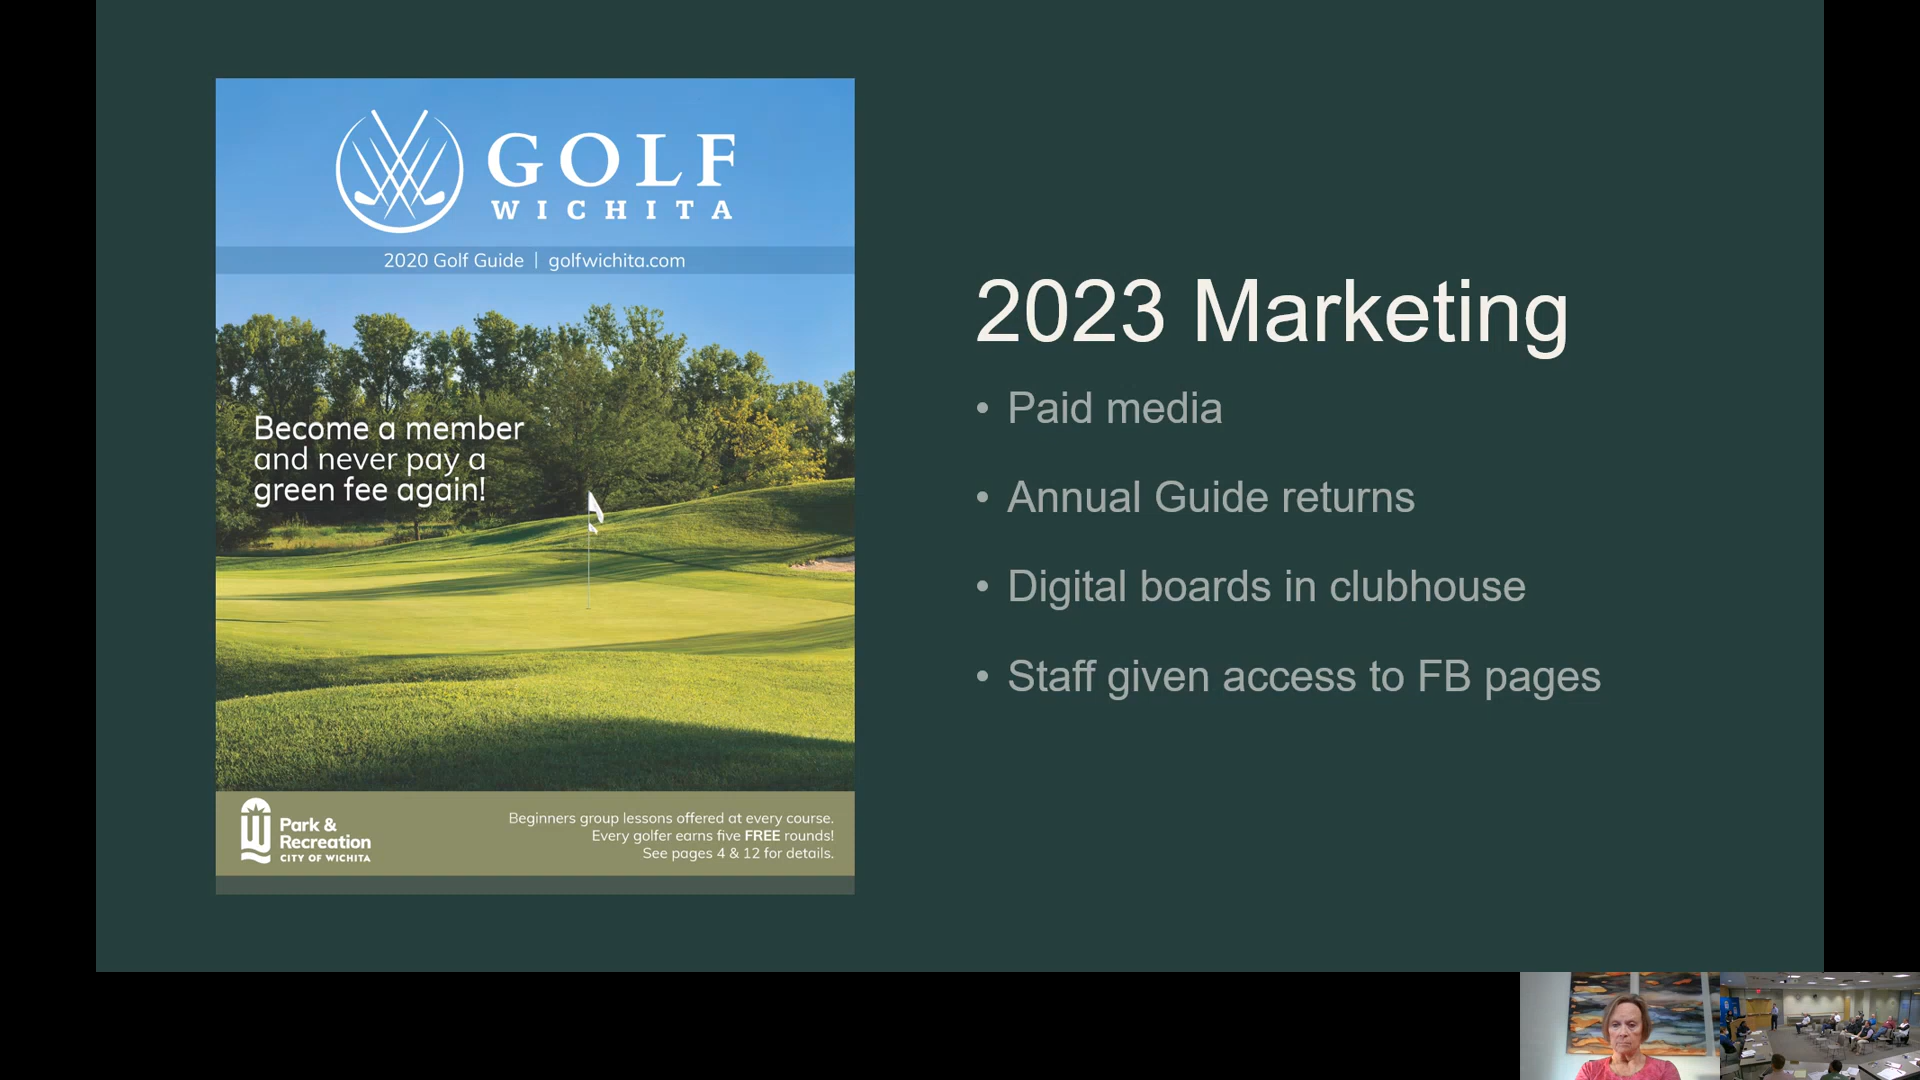 GOLF
WICHITA
2020 Golf Guide | golfwichita.com
Become a member
and never pay a
green fee again!
Park &
Recreation
CITY OF WICHITA
Beginners group lessons offered at every course.
Every golfer earns five FREE rounds!
See pages 4 & 12 for details.
2023 Marketing
• Paid media
• Annual Guide returns
• Digital boards in clubhouse
• Staff given access to FB pages